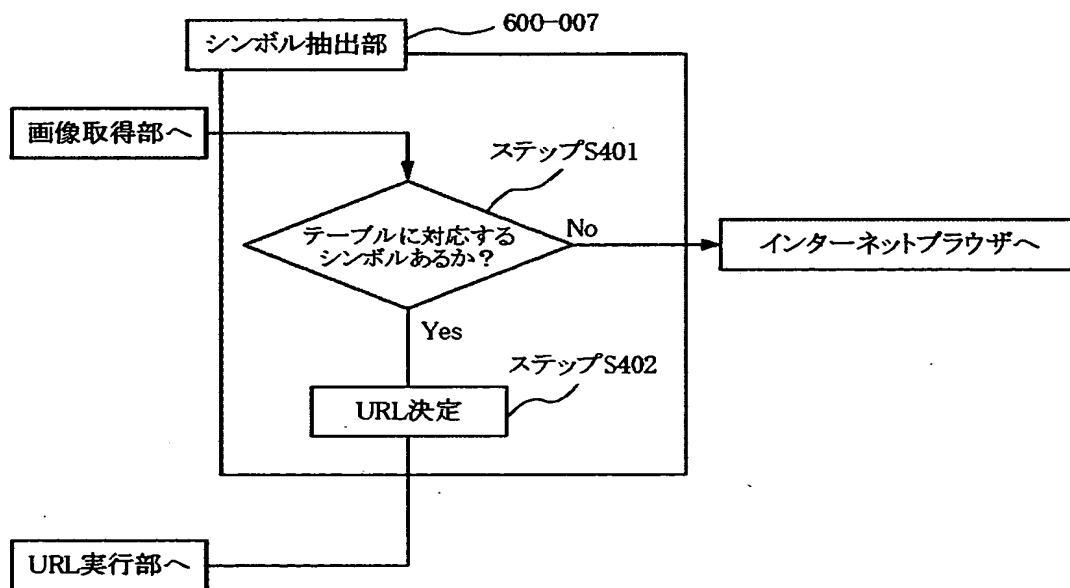 600-007
シンボル抽出部
画像取得部へ
ステップS401
テーブルに対応する
シンボルあるか？
No
インターネットブラウザへ
Yes
ステップS402
URL決定
URL実行部へ